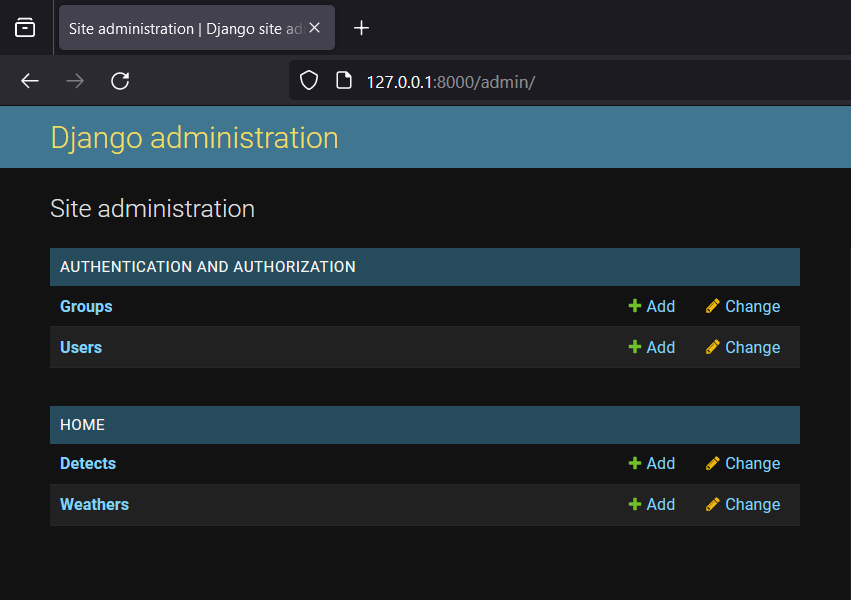 Site administration | Django site ad
127.0.0.1:8000/admin/
Django administration
Site administration
AUTHENTICATION AND AUTHORIZATION
Groups Add Change
Users Add Change
HOME
Detects Add Change
Weathers Add Change